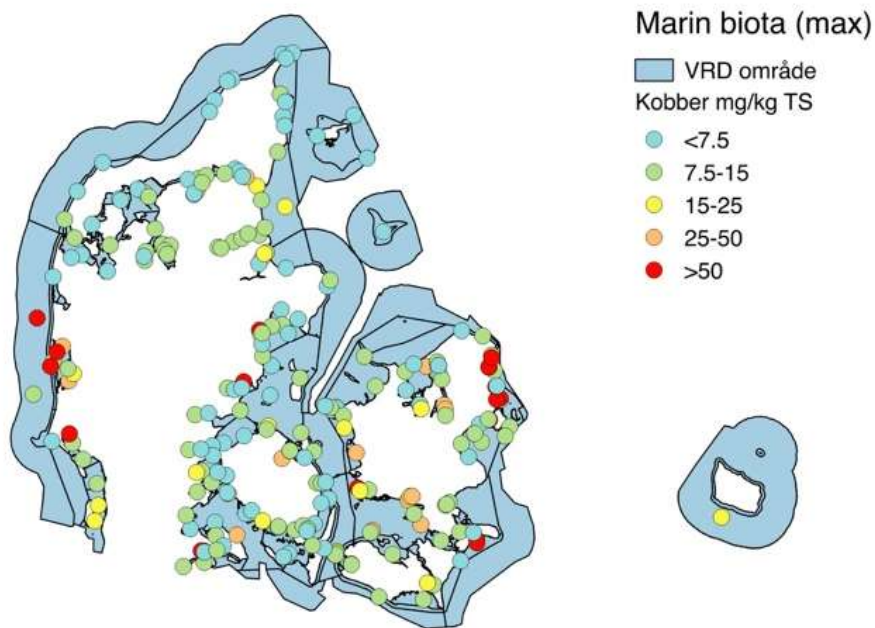 Marin biota (max)
VRD område
Kobber mg/kg TS
<7.5
7.5-15
15-25
25-50
>50